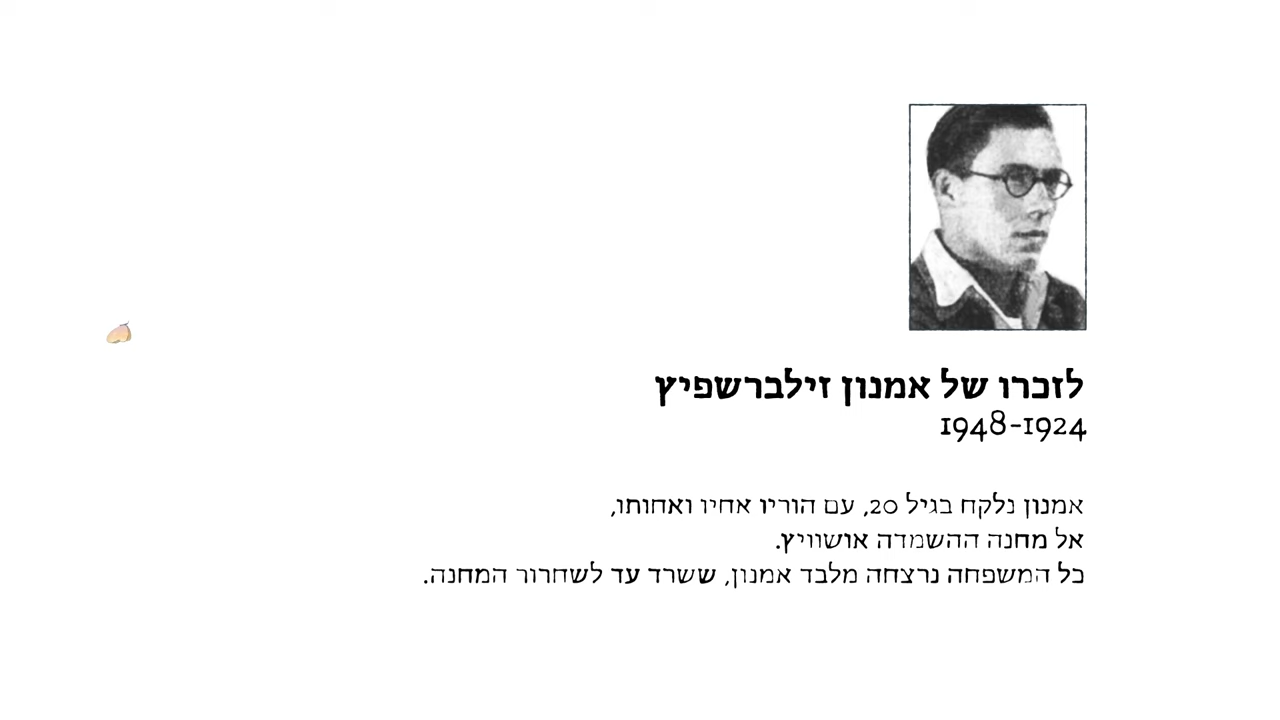 לזכרו של אמנון זילברשפיץ
1948-1924
אמנון נלקח בגיל 20, עם הוריו אחיו ואחותו,
אל מחנה ההשמדה אושוויץ.
כל המשפחה נרצחה מלבד אמנון, ששרד עד לשחרור המחנה.